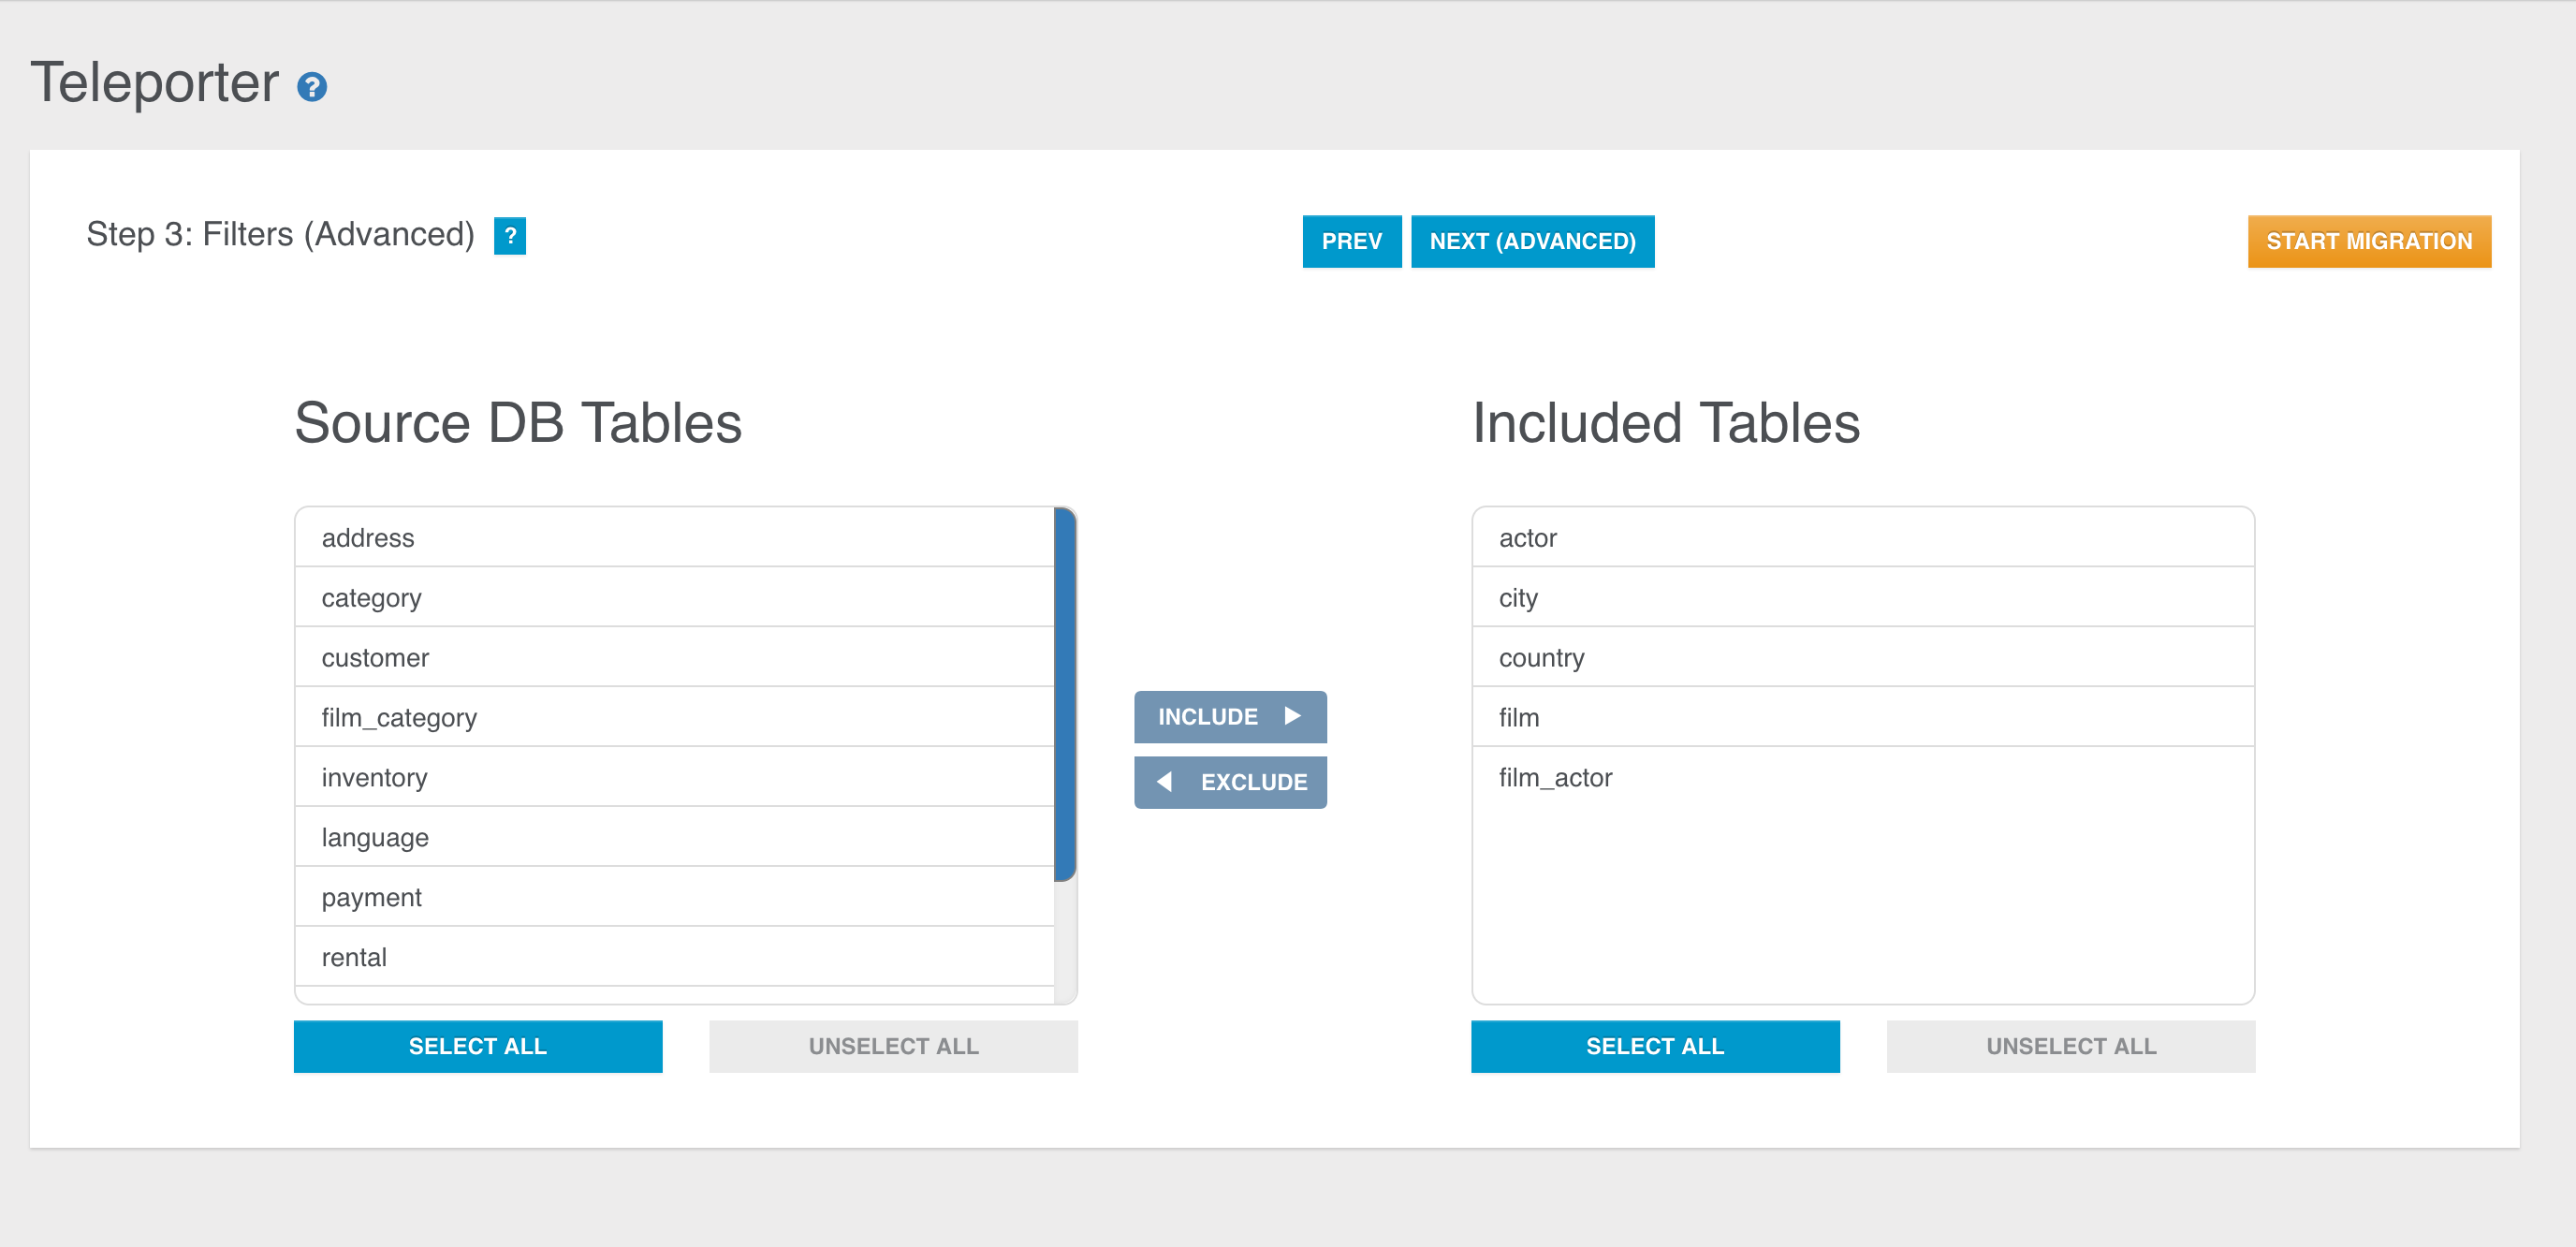 Teleporter ?
Step 3: Filters (Advanced) ?
PREV
NEXT (ADVANCED)
START MIGRATION
Source DB Tables
address
category
customer
film_category
inventory
language
payment
rental
SELECT ALL
UNSELECT ALL
INCLUDE
EXCLUDE
Included Tables
actor
city
country
film
film_actor
SELECT ALL
UNSELECT ALL